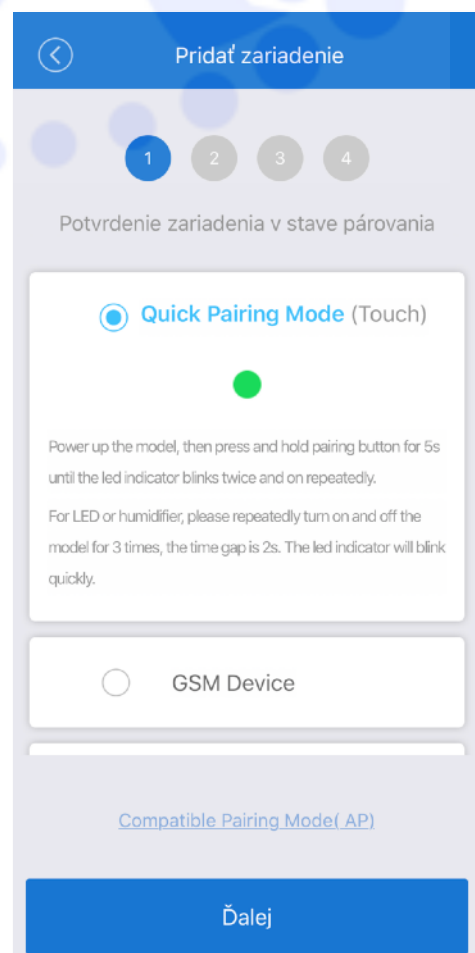 Pridať zariadenie
1 2 3 4
Potvrdenie zariadenia v stave párovania
Quick Pairing Mode (Touch)
Power up the model, then press and hold pairing button for 5s
until the led indicator blinks twice and on repeatedly.
For LED or humidifier, please repeatedly turn on and off the
model for 3 times, the time gap is 2s. The led indicator will blink
quickly.
GSM Device
Compatible Pairing Mode( AP)
Ďalej